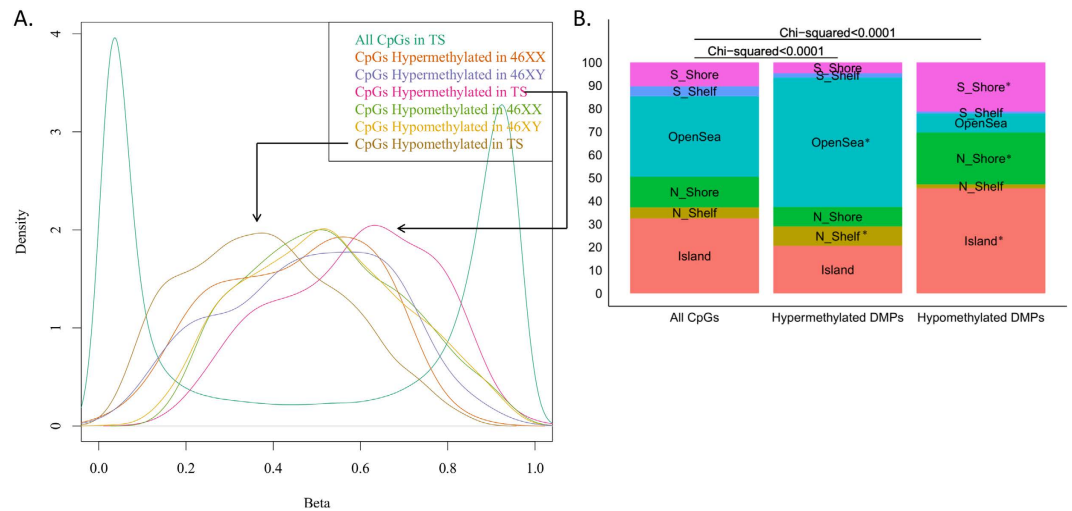 A.
All CpGs in TS
CpGs Hypermethylated in 46XX
CpGs Hypermethylated in 46XY
CpGs Hypermethylated in TS
CpGs Hypomethylated in 46XX
CpGs Hypomethylated in 46XY
CpGs Hypomethylated in TS
4
3
2
1
0
Density
0.0 0.2 0.4 0.6 0.8 1.0
Beta
B.
Chi−squared<0.0001
Chi−squared<0.0001
100
90
80
70
60
50
40
30
20
10
0
S_Shore
S_Shelf
OpenSea
N_Shore
N_Shelf
Island
S_Shore
S_Shelf
OpenSea*
N_Shore
N_Shelf*
Island
S_Shore*
S_Shelf
OpenSea
N_Shore*
N_Shelf
Island*
All CpGs Hypermethylated DMPs Hypomethylated DMPs